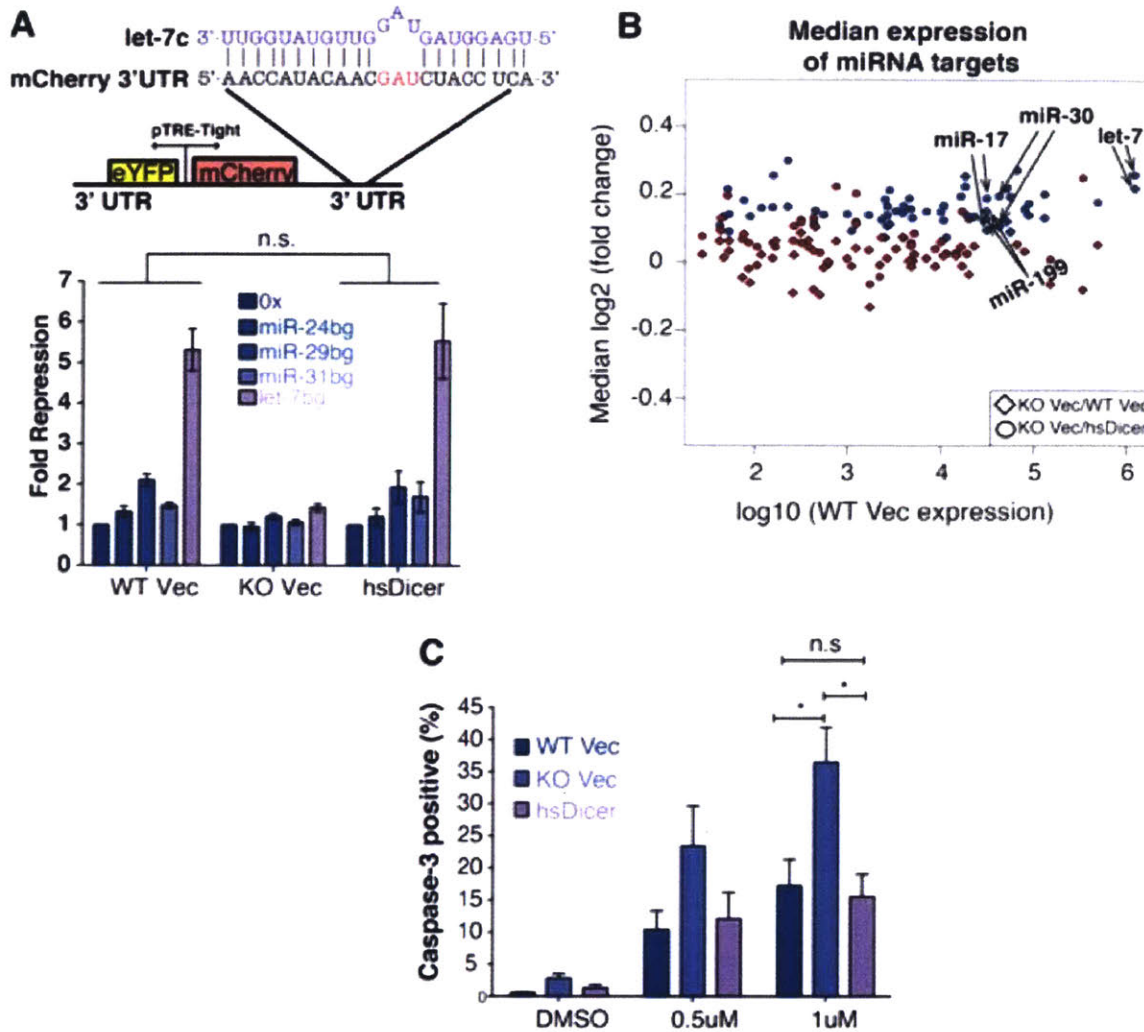 A
let-7c 3'-UUGGUAUGUUGGAUGAUGGAGU-5'
mCherry 3'UTR 5'-AACCAUACAACGAUCUACCUCA-3'
pTRE-Tight
eYFP mCherry
3' UTR 3' UTR
n.s.
Fold Repression
7
6
5
4
3
2
1
0
0x
miR-24bg
miR-29bg
miR-31bg
let-7bg
WT Vec KO Vec hsDicer
B
Median expression
of miRNA targets
Median log2 (fold change)
0.4
0.2
0
-0.2
-0.4
miR-17
miR-30
let-7
miR-199
KO Vec/WT Vec
KO Vec/hsDicer
2 3 4 5 6
log10 (WT Vec expression)
C
Caspase-3 positive (%)
45
40
35
30
25
20
15
10
5
0
WT Vec
KO Vec
hsDicer
n.s
DMSO 0.5uM 1uM